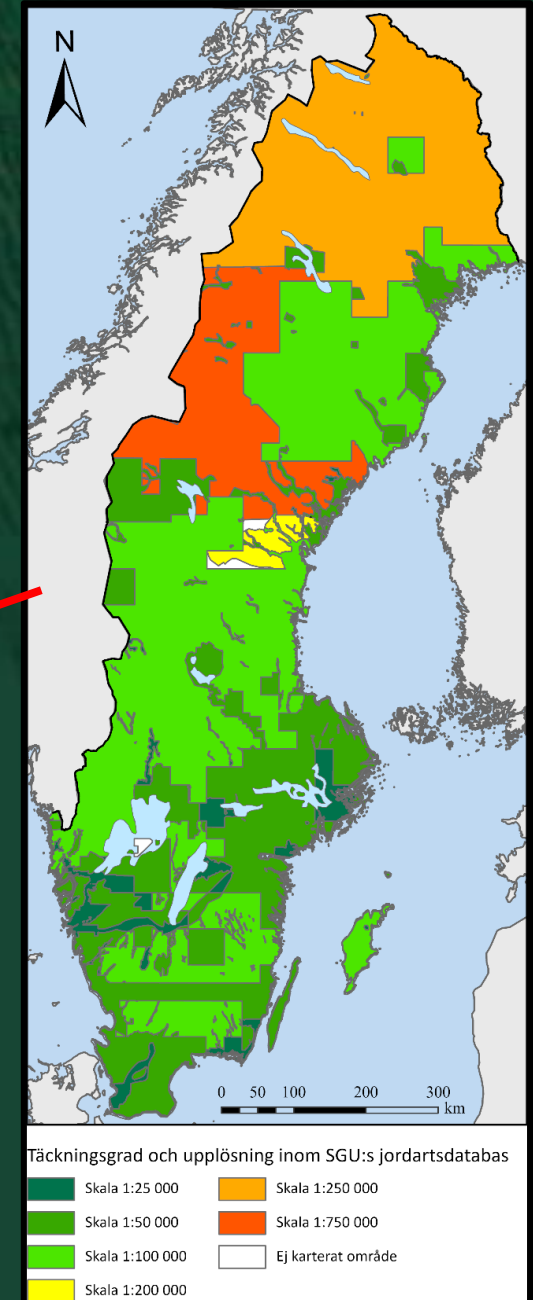 N
0 50 100 200 300
km
Täckningsgrad och upplösning inom SGU:s jordartsdatabas
Skala 1:25 000
Skala 1:50 000
Skala 1:100 000
Skala 1:200 000
Skala 1:250 000
Skala 1:750 000
Ej karterat område